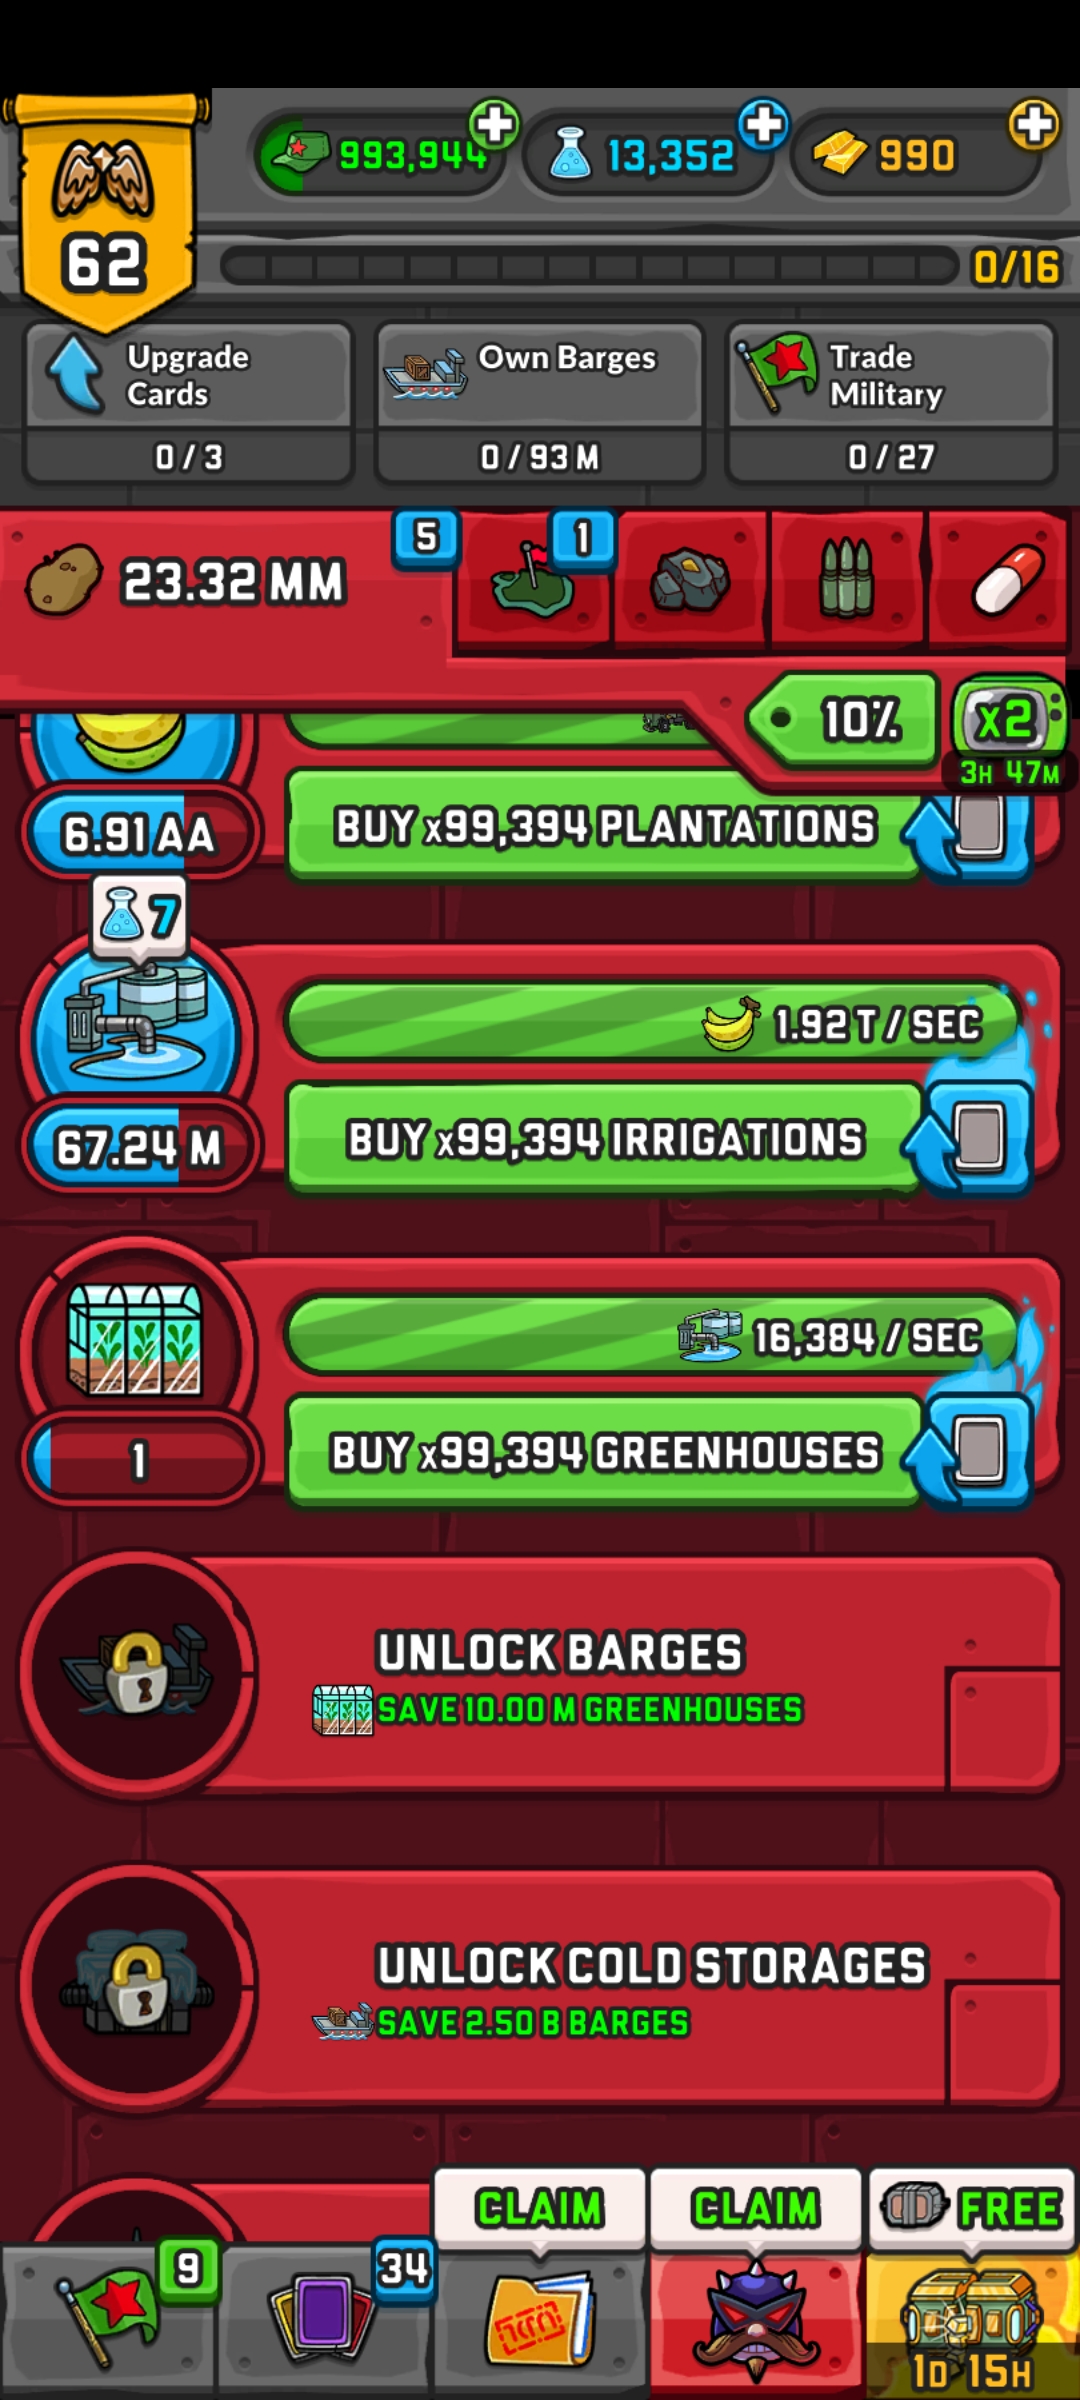 993,944
13,352
990
62
0/16
Upgrade
Cards
Own Barges
Trade
Military
0 / 3
0 / 93 M
0 / 27
5
1
23.32 MM
10%
x2
3H 47M
6.91 AA
BUY x99,394 PLANTATIONS
7
1.92 T / SEC
67.24 M
BUY x99,394 IRRIGATIONS
16,384 / SEC
1
BUY x99,394 GREENHOUSES
UNLOCK BARGES
SAVE 10.00 M GREENHOUSES
UNLOCK COLD STORAGES
SAVE 2.50 B BARGES
CLAIM
CLAIM
FREE
9
34
1D 15H